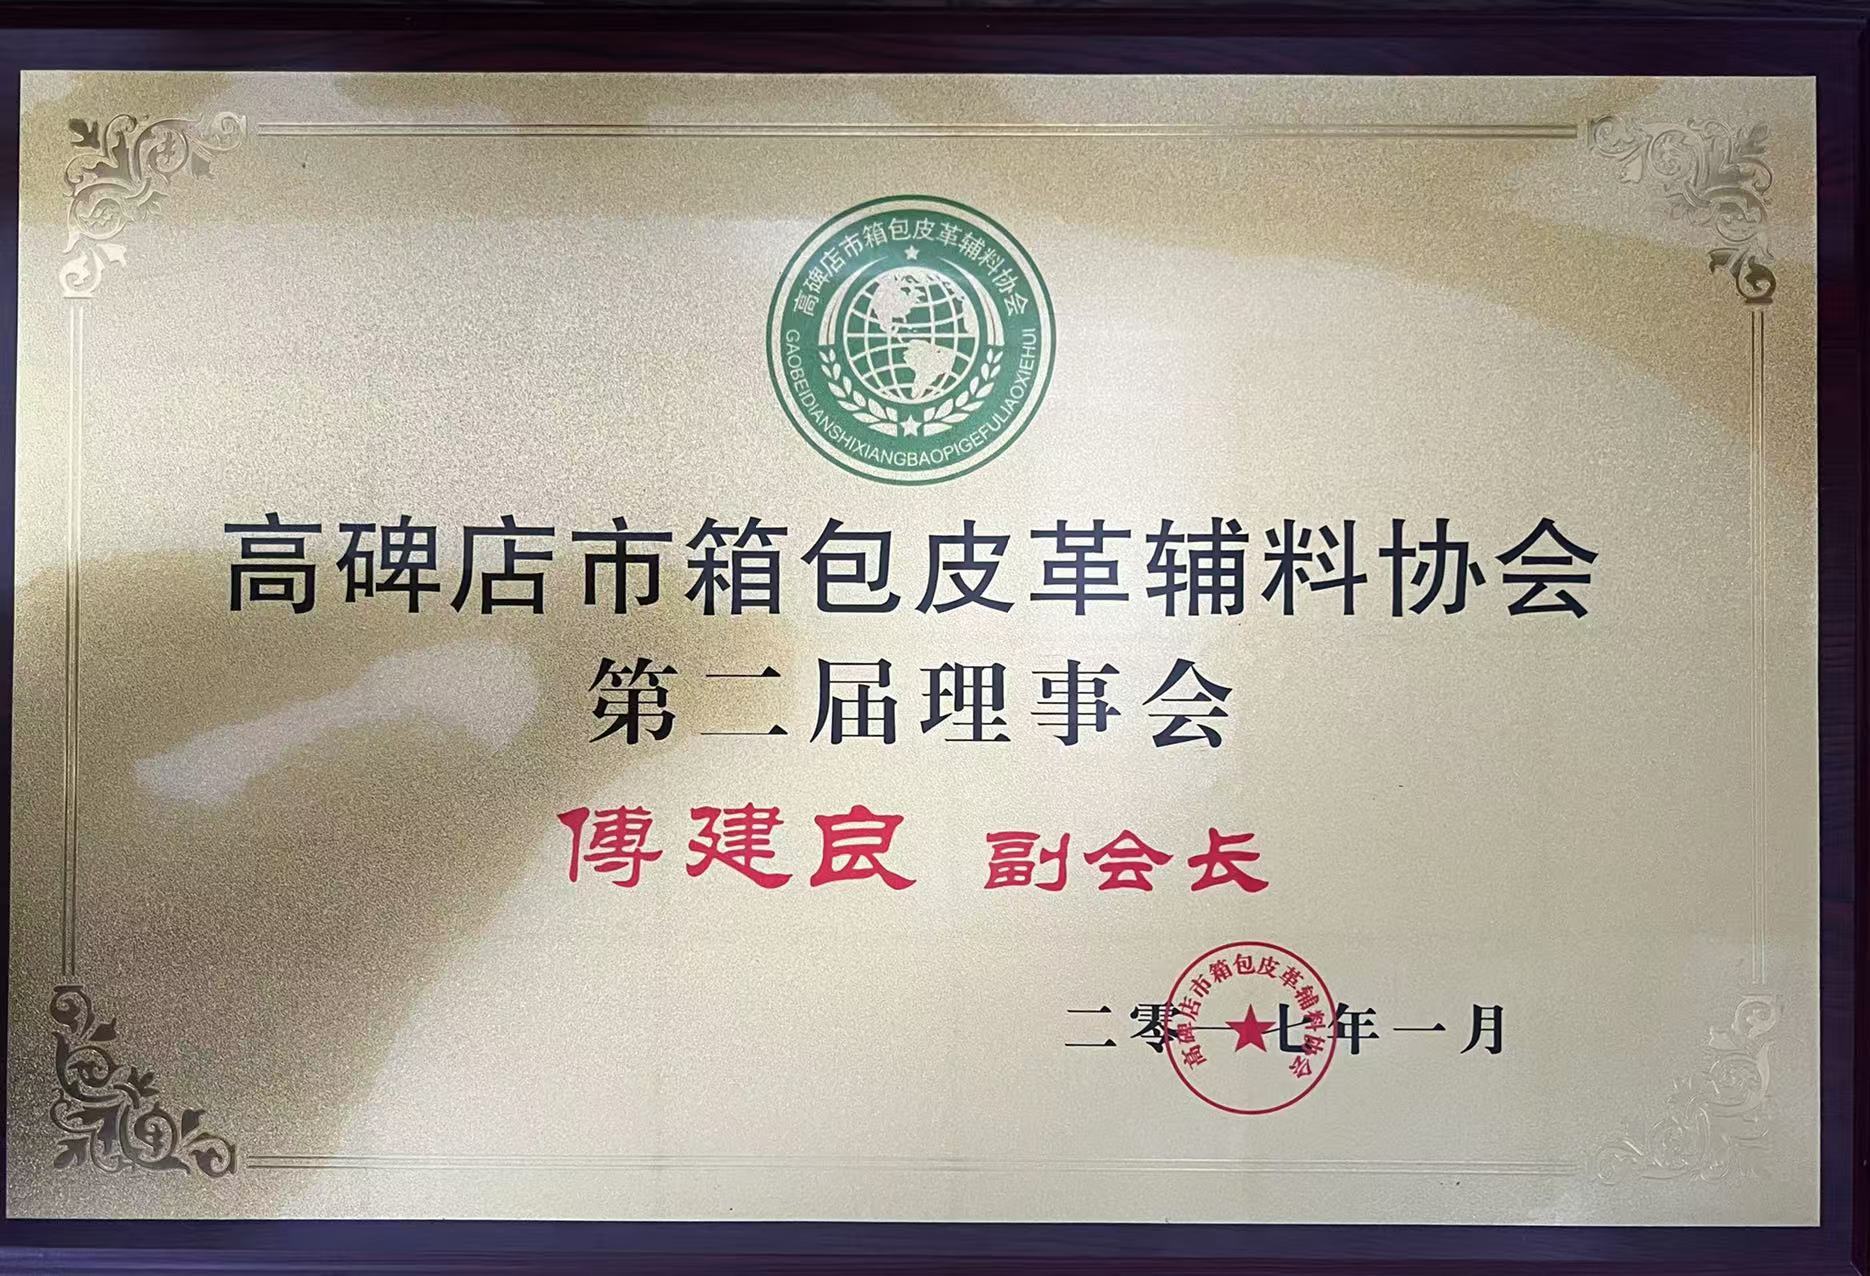 高碑店市箱包皮革辅料协会
GAOBEIDIANSHIXIANGBAOPIGEFULIAOXIEHUI
高碑店市箱包皮革辅料协会
第二届理事会
傅建良 副会长
二零一七年一月
高碑店市箱包皮革辅料协会